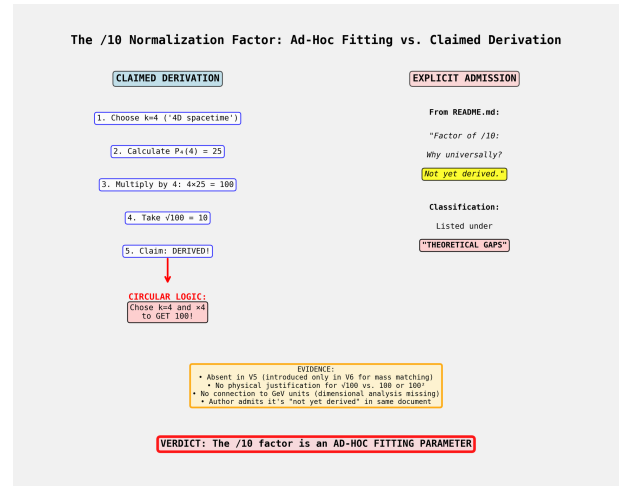 The /10 Normalization Factor: Ad-Hoc Fitting vs. Claimed Derivation
CLAIMED DERIVATION
1. Choose k=4 ('4D spacetime')
2. Calculate P₄(4) = 25
3. Multiply by 4: 4×25 = 100
4. Take √100 = 10
5. Claim: DERIVED!
CIRCULAR LOGIC:
Chose k=4 and ×4
to GET 100!
EXPLICIT ADMISSION
From README.md:
"Factor of /10:
Why universally?
Not yet derived."
Classification:
Listed under
"THEORETICAL GAPS"
EVIDENCE:
• Absent in V5 (introduced only in V6 for mass matching)
• No physical justification for √100 vs. 100 or 100²
• No connection to GeV units (dimensional analysis missing)
• Author admits it's "not yet derived" in same document
VERDICT: The /10 factor is an AD-HOC FITTING PARAMETER